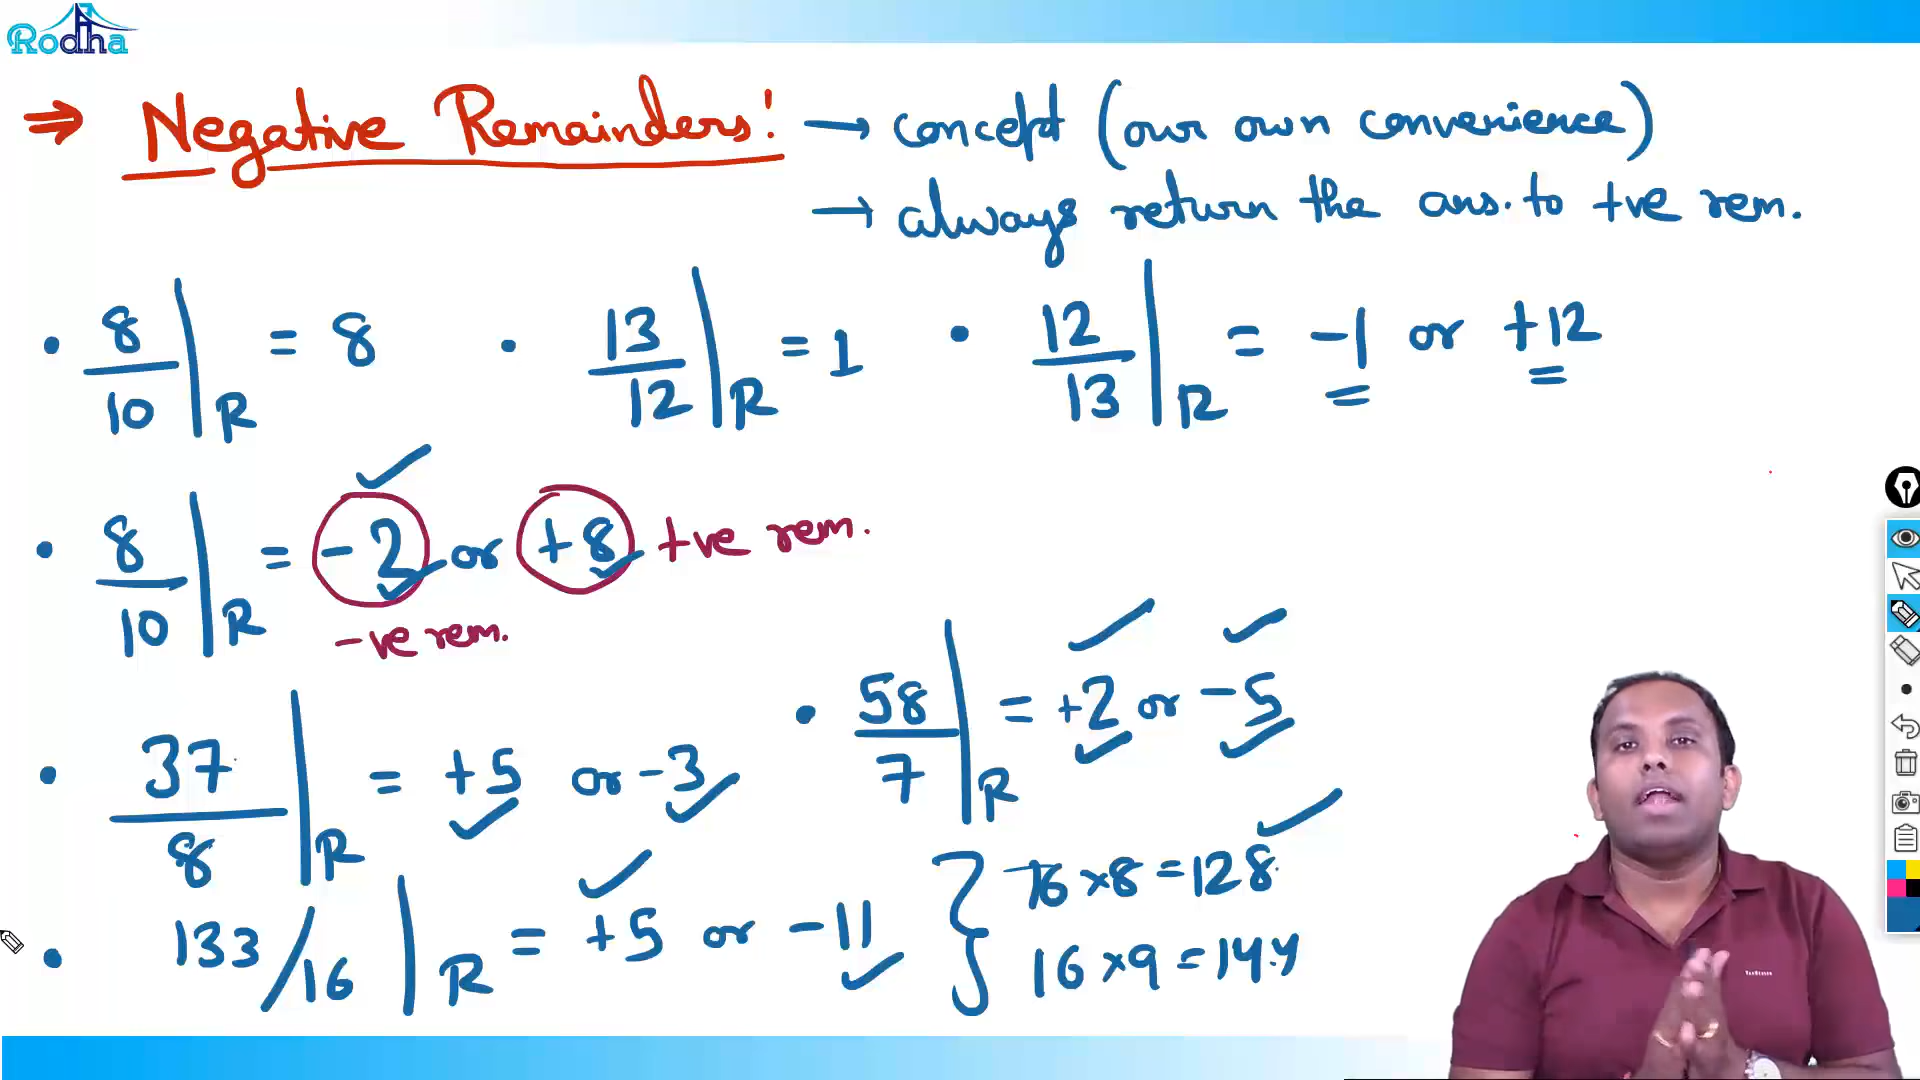 Rodha
⇒ Negative Remainders! → concept (our own convenience)
→ always return the ans. to +ve rem.
• 8/10 |R = 8 • 13/12 |R = 1 • 12/13 |R = -1 or +12
• 8/10 |R = -2 or +8 +ve rem.
-ve rem.
• 58/7 |R = +2 or -5
• 37/8 |R = +5 or -3
16×8=128
• 133/16 |R = +5 or -11
16×9=144